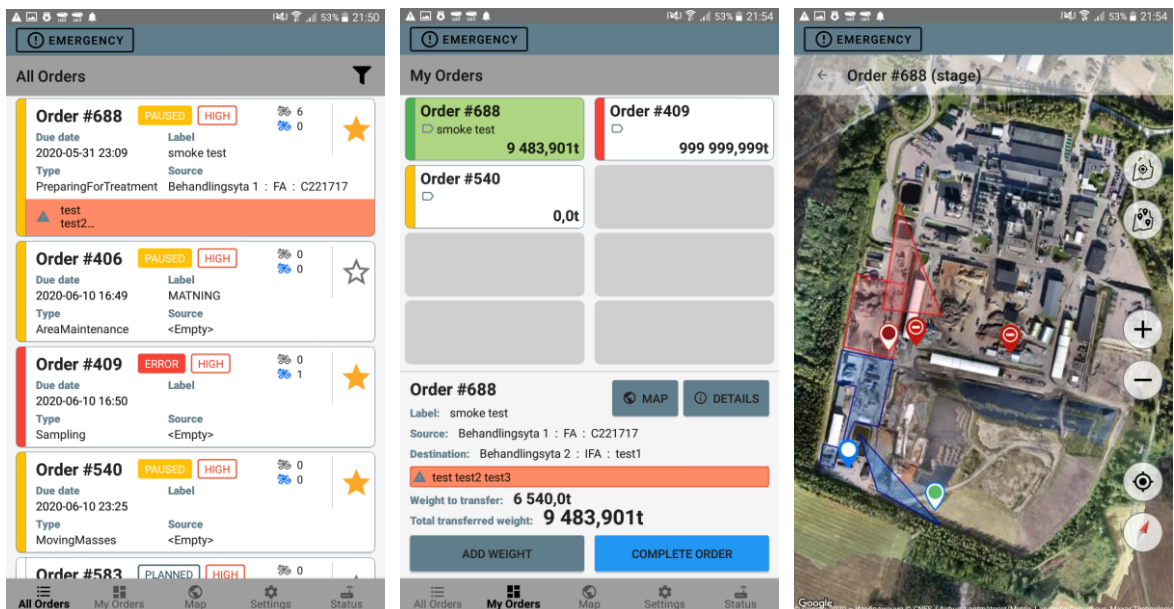 53% 21:50
EMERGENCY
All Orders
Order #688 PAUSED HIGH 6
0
Due date Label
2020-05-31 23:09 smoke test
Type Source
PreparingForTreatment Behandlingsyta 1 : FA : C221717
test
test2...
Order #406 PAUSED HIGH 0
0
Due date Label
2020-06-10 16:49 MATNING
Type Source
AreaMaintenance <Empty>
Order #409 ERROR HIGH 0
1
Due date Label
2020-06-10 16:50
Type Source
Sampling <Empty>
Order #540 PAUSED HIGH 0
0
Due date Label
2020-06-10 23:25
Type Source
MovingMasses <Empty>
Order #583 PLANNED HIGH 0
All Orders My Orders Map Settings Status
53% 21:54
EMERGENCY
My Orders
Order #688 Order #409
smoke test
9 483,901t 999 999,999t
Order #540
0,0t
Order #688
MAP DETAILS
Label: smoke test
Source: Behandlingsyta 1 : FA : C221717
Destination: Behandlingsyta 2 : IFA : test1
test test2 test3
Weight to transfer: 6 540,0t
Total transferred weight: 9 483,901t
ADD WEIGHT COMPLETE ORDER
All Orders My Orders Map Settings Status
53% 21:54
EMERGENCY
Order #688 (stage)
Google